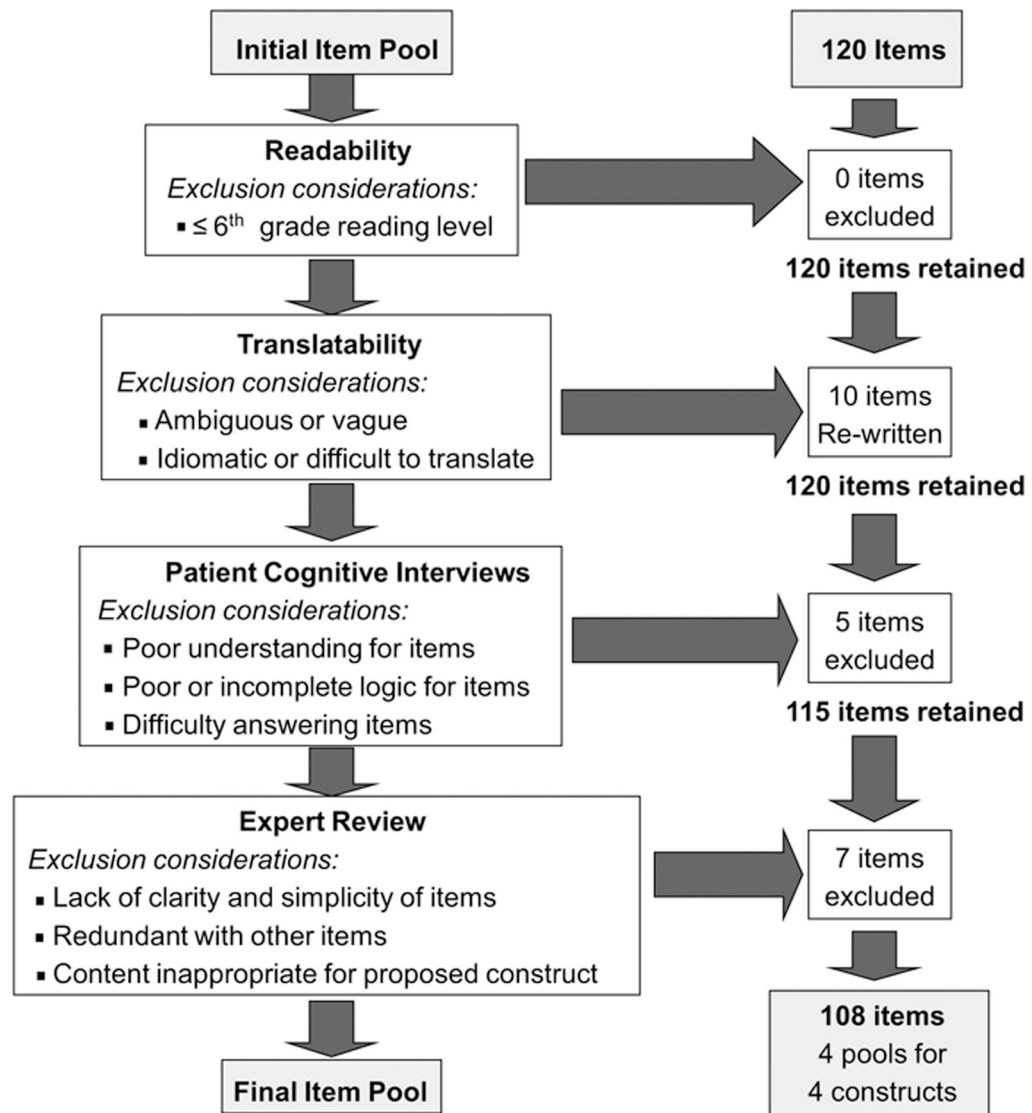 Initial Item Pool
120 Items
Readability
Exclusion considerations:
▪ ≤ 6th grade reading level
0 items
excluded
120 items retained
Translatability
Exclusion considerations:
▪ Ambiguous or vague
▪ Idiomatic or difficult to translate
10 items
Re-written
120 items retained
Patient Cognitive Interviews
Exclusion considerations:
▪ Poor understanding for items
▪ Poor or incomplete logic for items
▪ Difficulty answering items
5 items
excluded
115 items retained
Expert Review
Exclusion considerations:
▪ Lack of clarity and simplicity of items
▪ Redundant with other items
▪ Content inappropriate for proposed construct
7 items
excluded
Final Item Pool
108 items
4 pools for
4 constructs